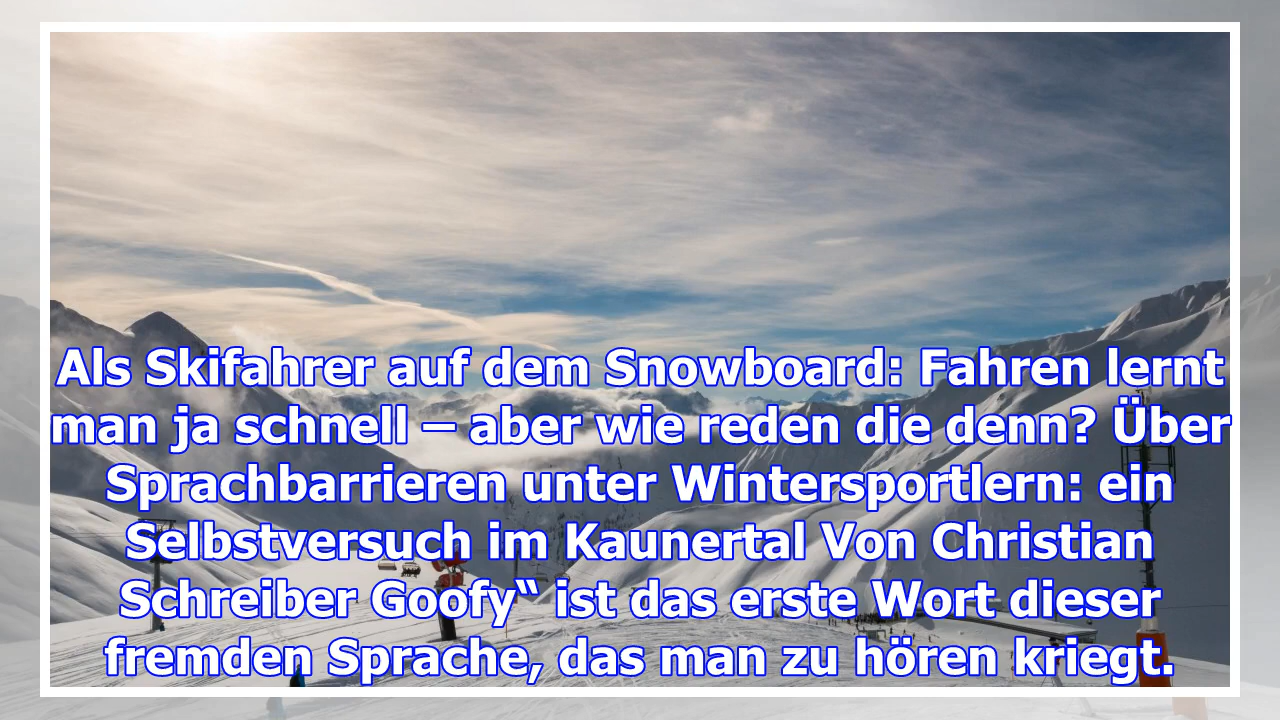 Als Skifahrer auf dem Snowboard: Fahren lernt
man ja schnell – aber wie reden die denn? Über
Sprachbarrieren unter Wintersportlern: ein
Selbstversuch im Kaunertal Von Christian
Schreiber Goofy“ ist das erste Wort dieser
fremden Sprache, das man zu hören kriegt.